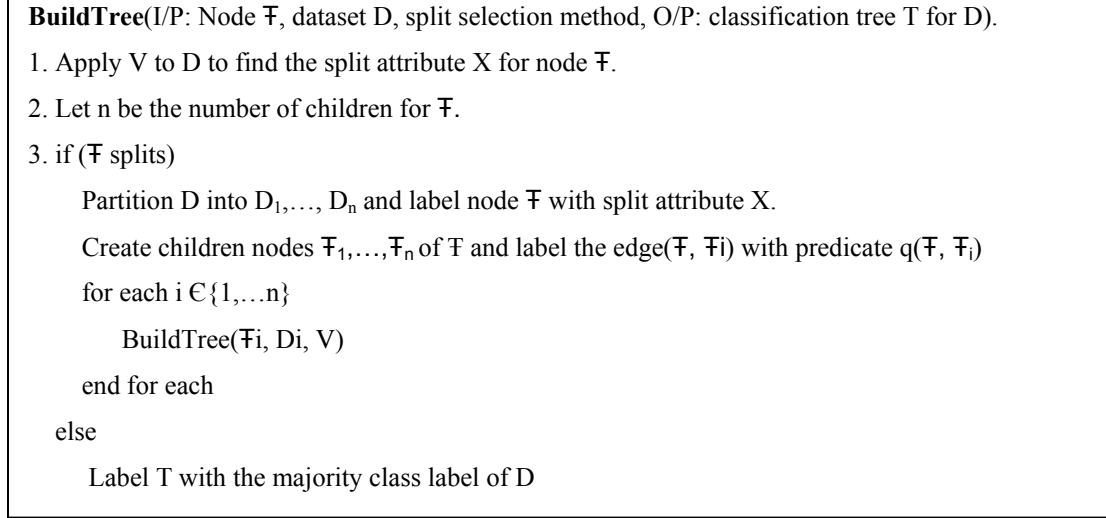 BuildTree(I/P: Node Ŧ, dataset D, split selection method, O/P: classification tree T for D).
1. Apply V to D to find the split attribute X for node Ŧ.
2. Let n be the number of children for Ŧ.
3. if (Ŧ splits)
Partition D into D₁,…, Dₙ and label node Ŧ with split attribute X.
Create children nodes Ŧ₁,…,Ŧₙ of Ŧ and label the edge(Ŧ, Ŧi) with predicate q(Ŧ, Ŧᵢ)
for each i Є{1,…n}
BuildTree(Ŧi, Di, V)
end for each
else
Label T with the majority class label of D